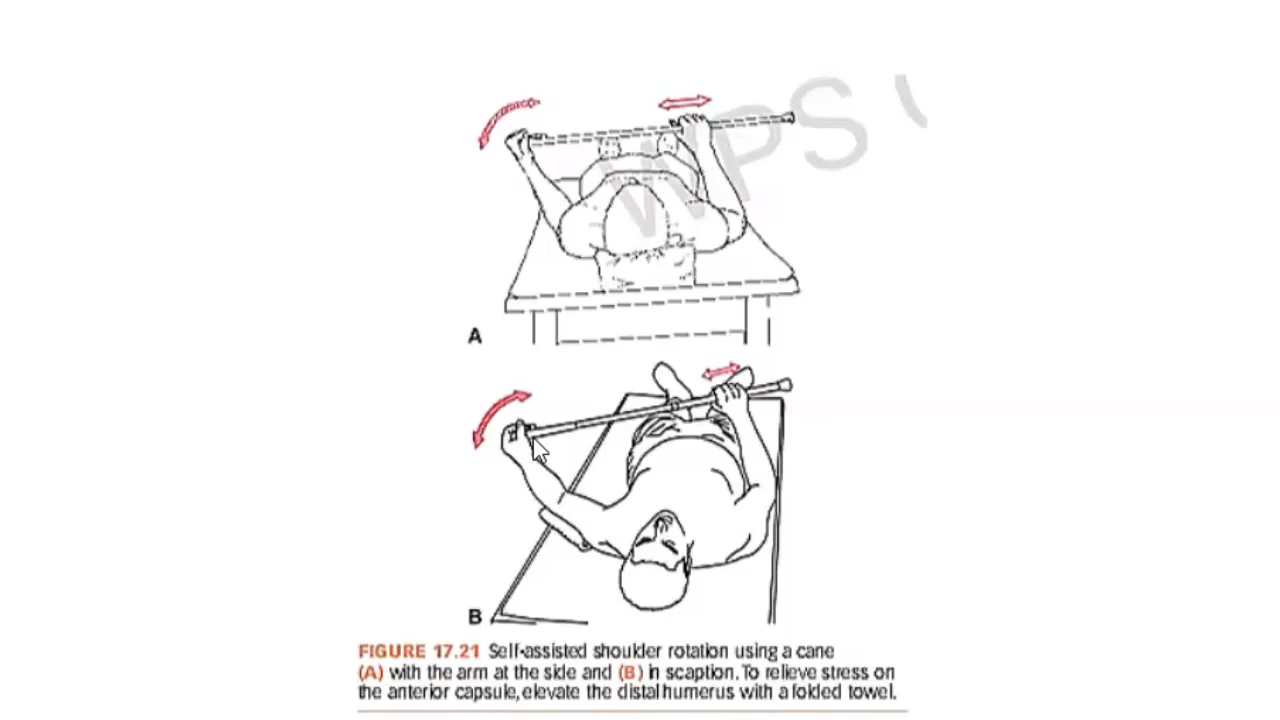 WPS
A
B
FIGURE 17.21 Self-assisted shoulder rotation using a cane
(A) with the arm at the side and (B) in scaption. To relieve stress on
the anterior capsule, elevate the distal humerus with a folded towel.